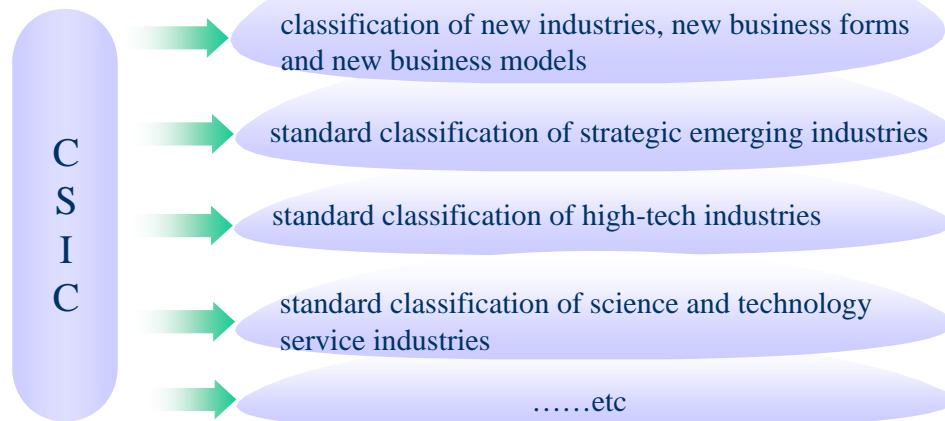 C
S
I
C
classification of new industries, new business forms
and new business models
standard classification of strategic emerging industries
standard classification of high-tech industries
standard classification of science and technology
service industries
……etc